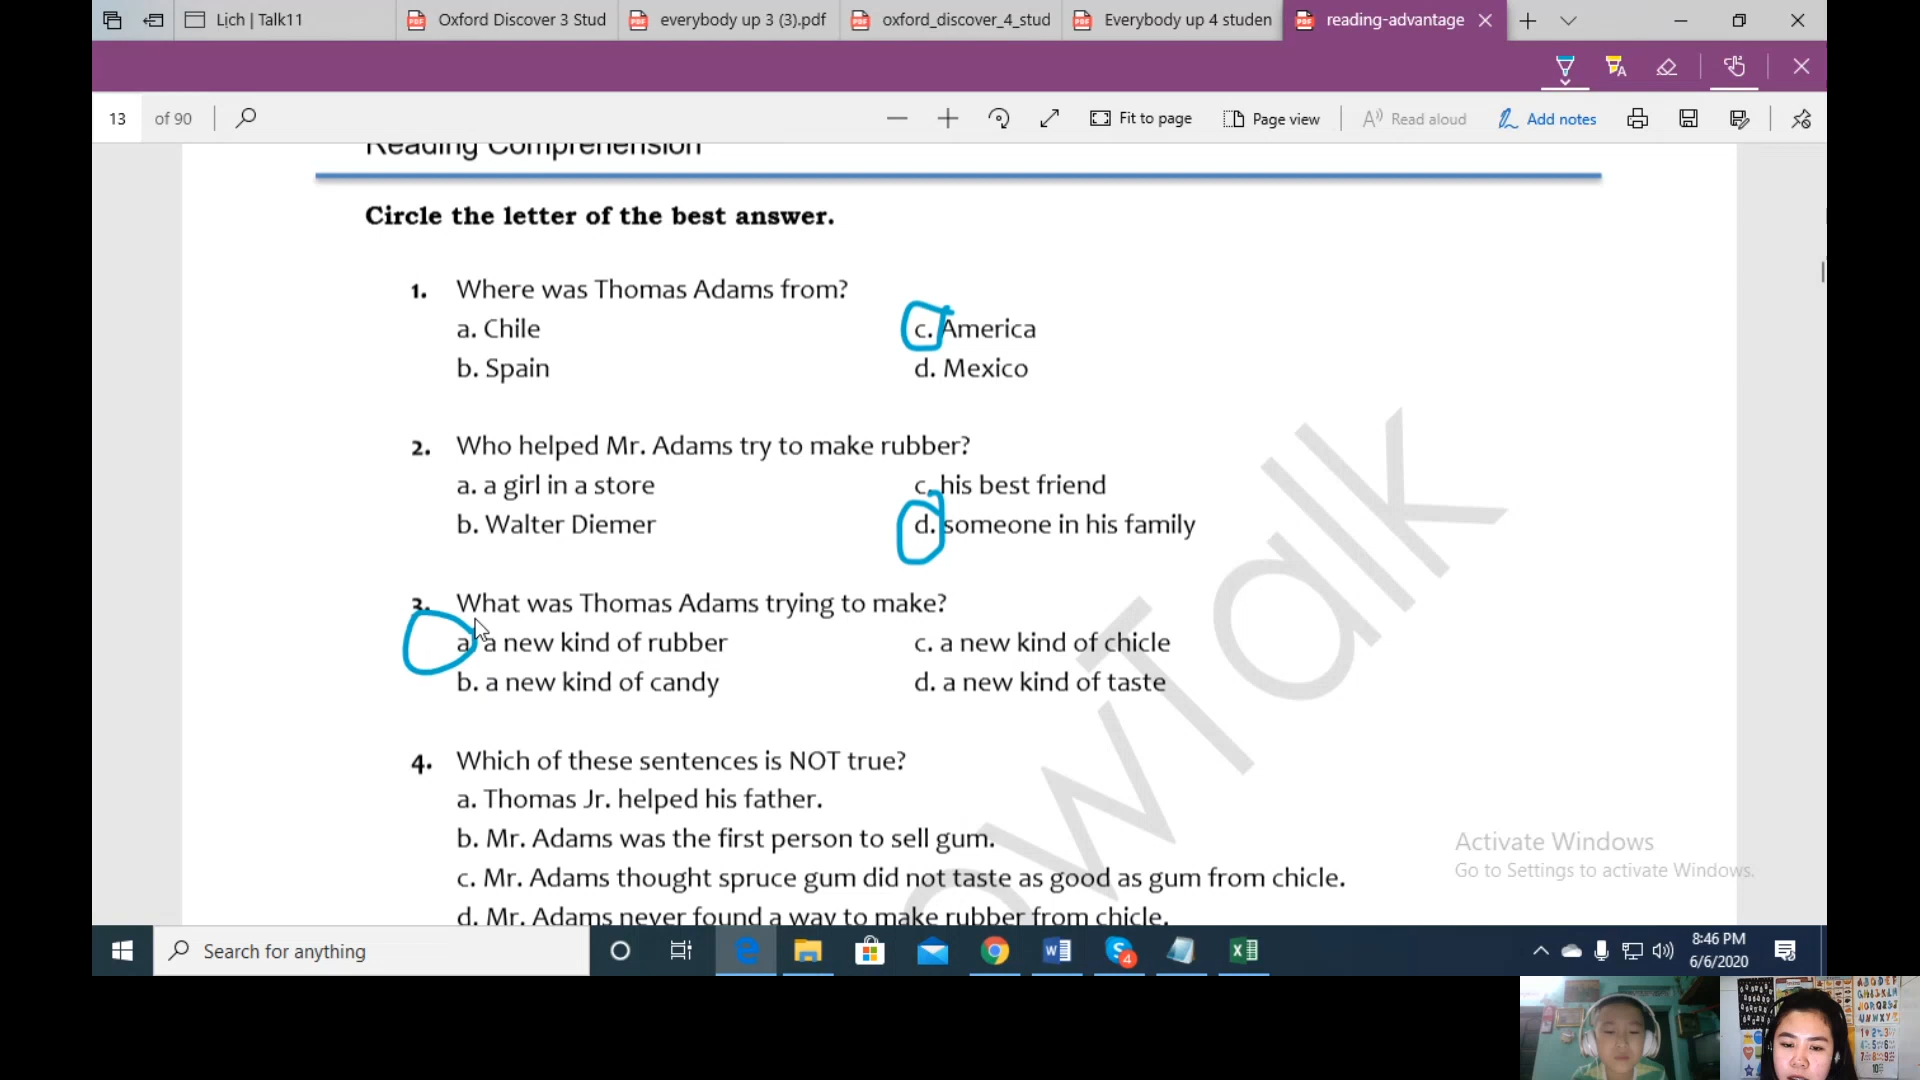 Lịch | Talk11
Oxford Discover 3 Stud
everybody up 3 (3).pdf
oxford_discover_4_stud
Everybody up 4 studen
reading-advantage
13 of 90
Fit to page
Page view
Read aloud
Add notes
Reading Comprehension
Circle the letter of the best answer.
1. Where was Thomas Adams from?
a. Chile
c. America
b. Spain
d. Mexico
2. Who helped Mr. Adams try to make rubber?
a. a girl in a store
c. his best friend
b. Walter Diemer
d. someone in his family
3. What was Thomas Adams trying to make?
a. a new kind of rubber
c. a new kind of chicle
b. a new kind of candy
d. a new kind of taste
4. Which of these sentences is NOT true?
a. Thomas Jr. helped his father.
b. Mr. Adams was the first person to sell gum.
c. Mr. Adams thought spruce gum did not taste as good as gum from chicle.
d. Mr. Adams never found a way to make rubber from chicle.
owTalk
Activate Windows
Go to Settings to activate Windows.
Search for anything
4
8:46 PM
6/6/2020